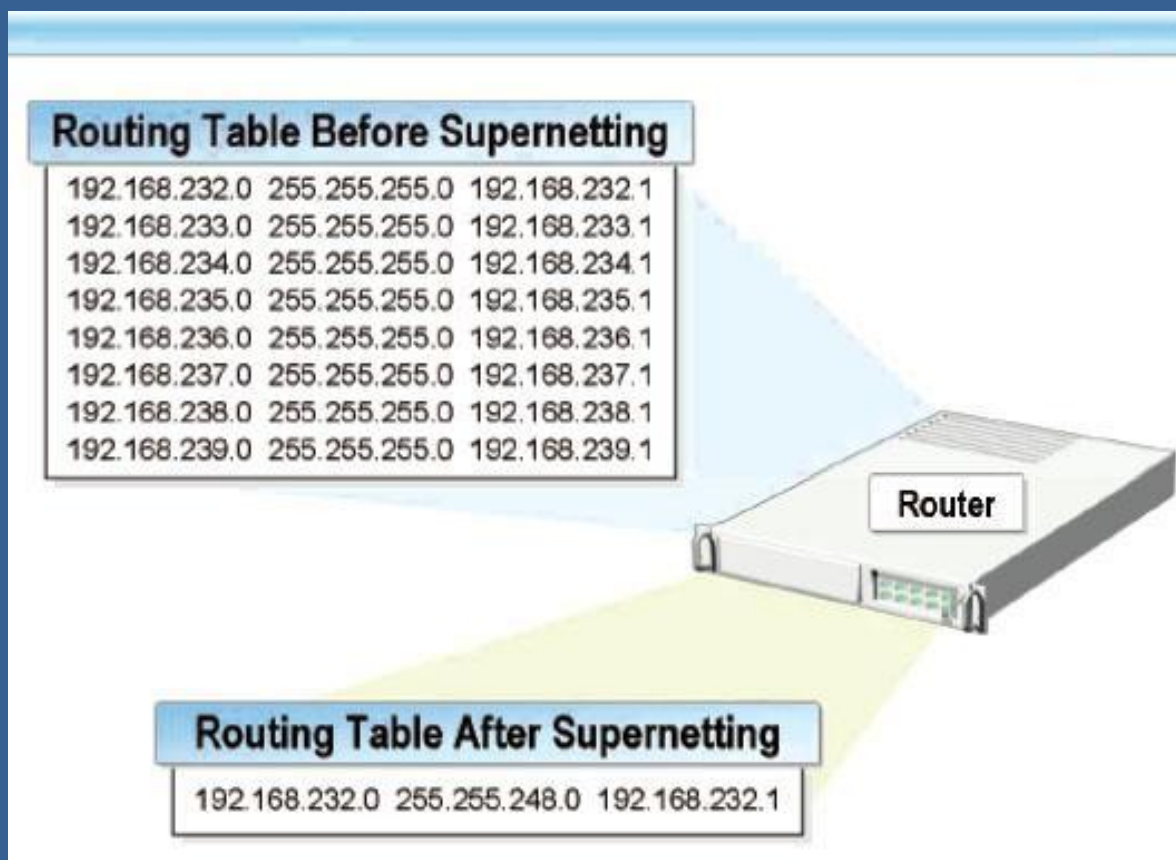 Routing Table Before Supernetting
192.168.232.0 255.255.255.0 192.168.232.1
192.168.233.0 255.255.255.0 192.168.233.1
192.168.234.0 255.255.255.0 192.168.234.1
192.168.235.0 255.255.255.0 192.168.235.1
192.168.236.0 255.255.255.0 192.168.236.1
192.168.237.0 255.255.255.0 192.168.237.1
192.168.238.0 255.255.255.0 192.168.238.1
192.168.239.0 255.255.255.0 192.168.239.1
Router
Routing Table After Supernetting
192.168.232.0 255.255.248.0 192.168.232.1